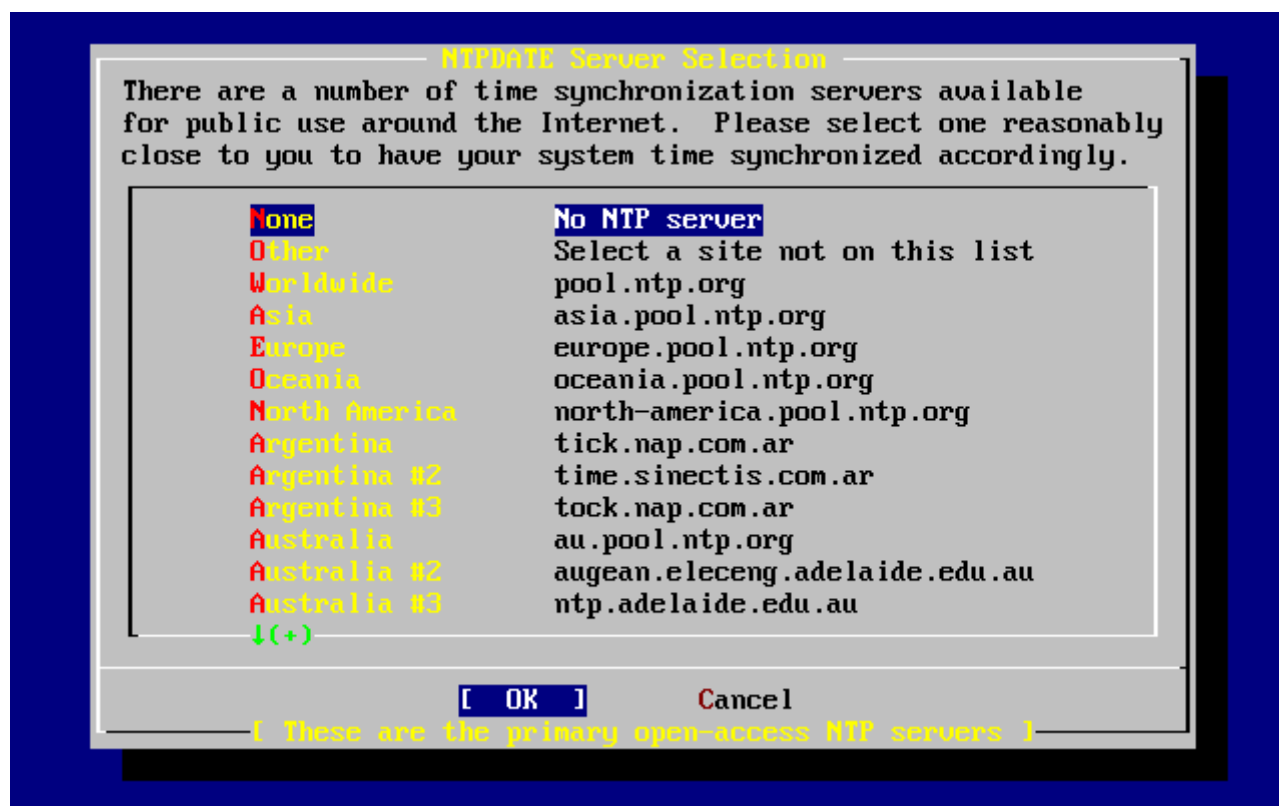 NTPDATE Server Selection
There are a number of time synchronization servers available
for public use around the Internet.  Please select one reasonably
close to you to have your system time synchronized accordingly.
None No NTP server
Other Select a site not on this list
Worldwide pool.ntp.org
Asia asia.pool.ntp.org
Europe europe.pool.ntp.org
Oceania oceania.pool.ntp.org
North America north-america.pool.ntp.org
Argentina tick.nap.com.ar
Argentina #2 time.sinectis.com.ar
Argentina #3 tock.nap.com.ar
Australia au.pool.ntp.org
Australia #2 augean.eleceng.adelaide.edu.au
Australia #3 ntp.adelaide.edu.au
↓(+)
[ OK ] Cancel
[ These are the primary open-access NTP servers ]